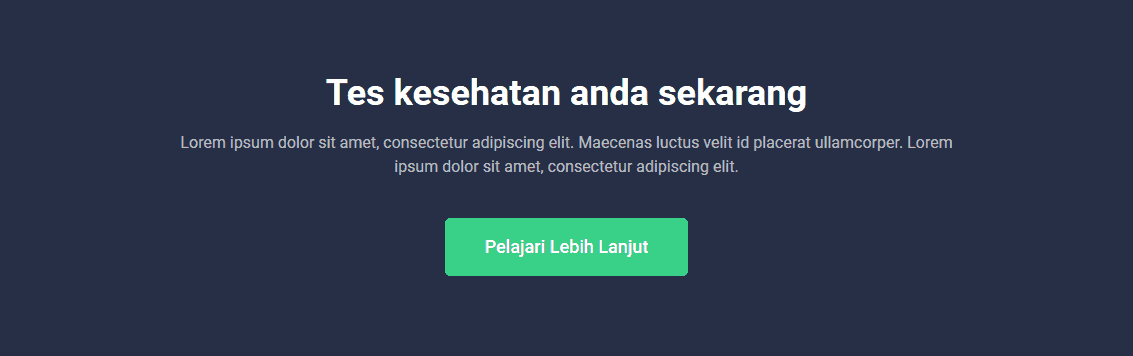 Tes kesehatan anda sekarang
Lorem ipsum dolor sit amet, consectetur adipiscing elit. Maecenas luctus velit id placerat ullamcorper. Lorem
ipsum dolor sit amet, consectetur adipiscing elit.
Pelajari Lebih Lanjut